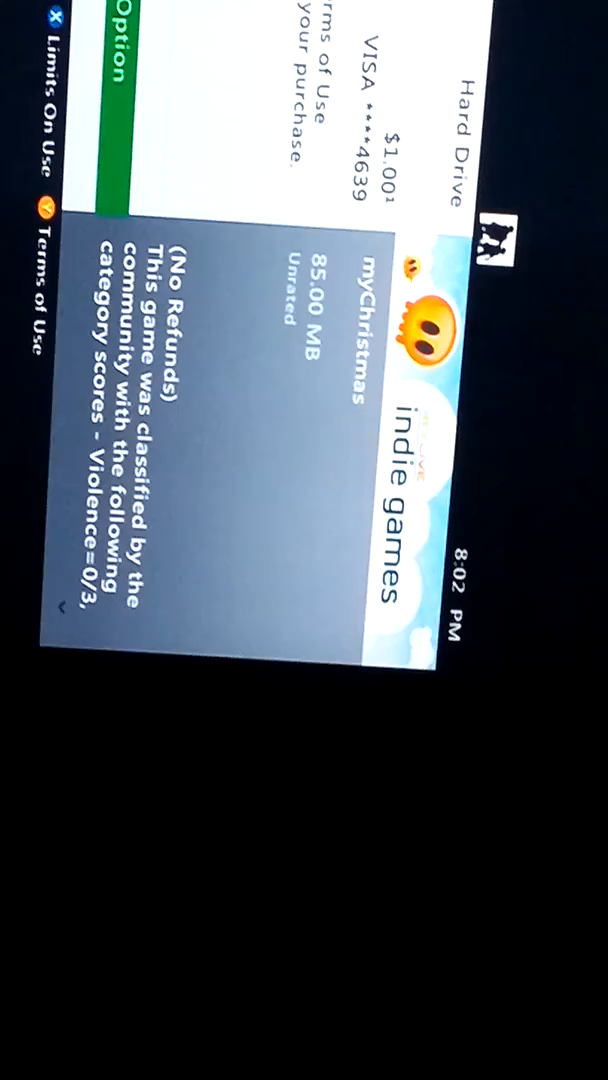 Hard Drive
8:02 PM
$1.00¹
VISA ****4639
rms of Use
your purchase.
Option
indie games
myChristmas
85.00 MB
Unrated
(No Refunds)
This game was classified by the
community with the following
category scores - Violence=0/3,
X Limits On Use Y Terms of Use